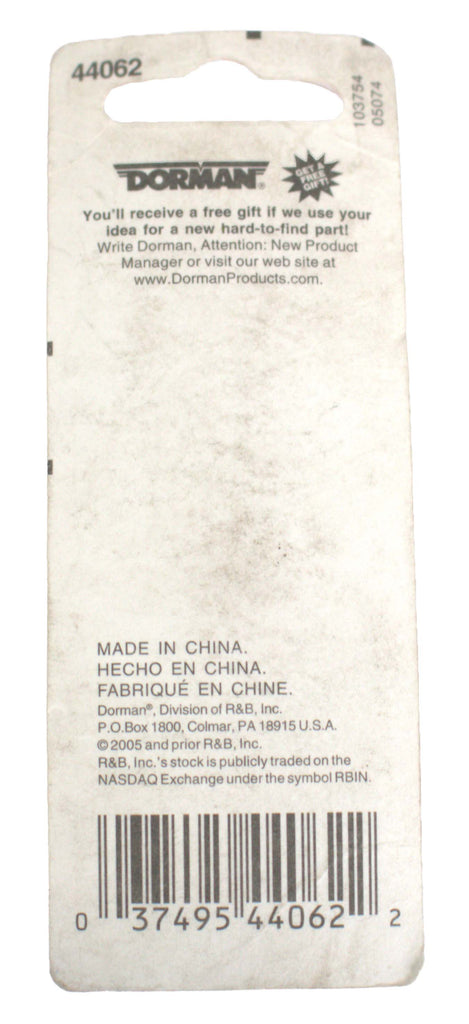 44062
103754
05074
DORMAN®
GET A
FREE
GIFT!
You'll receive a free gift if we use your
idea for a new hard-to-find part!
Write Dorman, Attention: New Product
Manager or visit our web site at
www.DormanProducts.com.
MADE IN CHINA.
HECHO EN CHINA.
FABRIQUÉ EN CHINE.
Dorman®, Division of R&B, Inc.
P.O.Box 1800, Colmar, PA 18915 U.S.A.
©2005 and prior R&B, Inc.
R&B, Inc.'s stock is publicly traded on the
NASDAQ Exchange under the symbol RBIN.
0 37495 44062 2